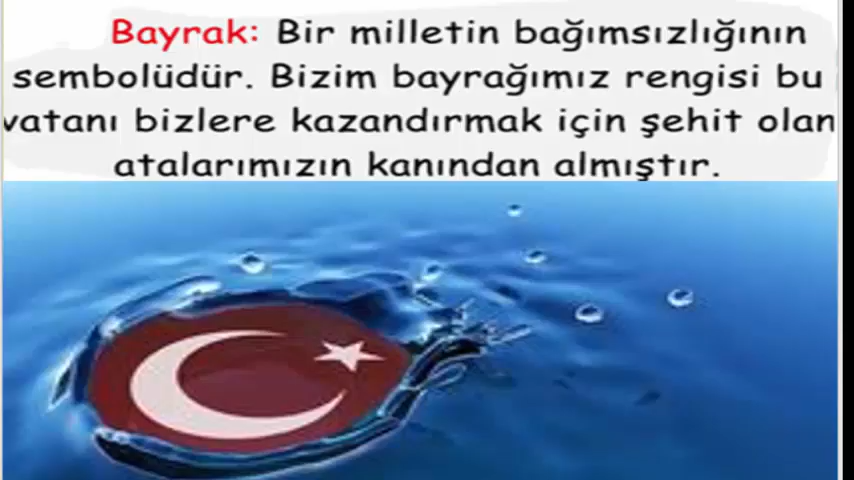 Bayrak: Bir milletin bağımsızlığının
sembolüdür. Bizim bayrağımız rengisi bu
vatanı bizlere kazandırmak için şehit olan
atalarımızın kanından almıştır.